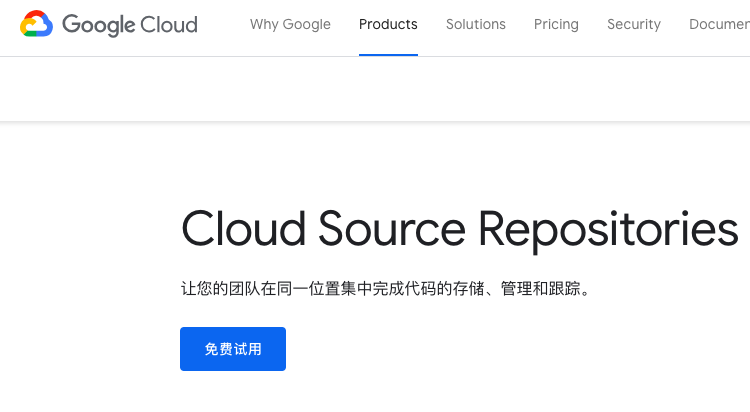 Google Cloud Why Google Products Solutions Pricing Security
Cloud Source Repositories
让您的团队在同一位置集中完成代码的存储、管理和跟踪。
免费试用